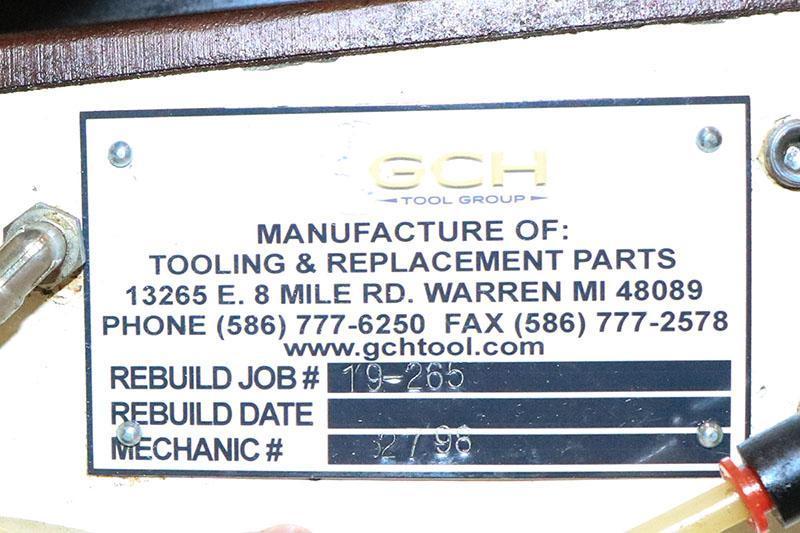 GCH
TOOL GROUP
MANUFACTURE OF:
TOOLING & REPLACEMENT PARTS
13265 E. 8 MILE RD. WARREN MI 48089
PHONE (586) 777-6250 FAX (586) 777-2578
www.gchtool.com
REBUILD JOB # 19-265
REBUILD DATE
MECHANIC #